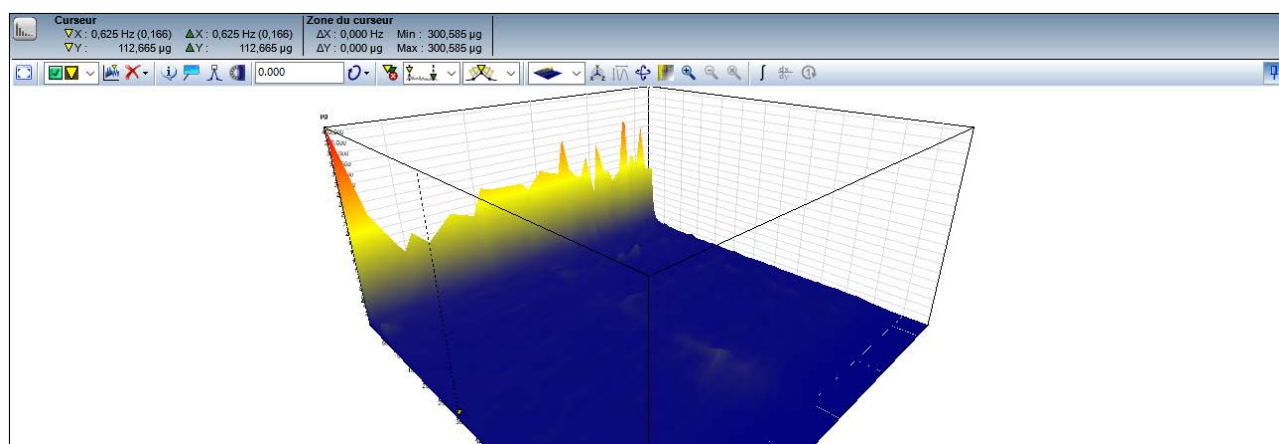 Curseur
▽X : 0,625 Hz (0,166) △X : 0,625 Hz (0,166)
▽Y : 112,665 µg △Y : 112,665 µg
Zone du curseur
ΔX : 0,000 Hz Min : 300,585 µg
ΔY : 0,000 µg Max : 300,585 µg
0.000
µg